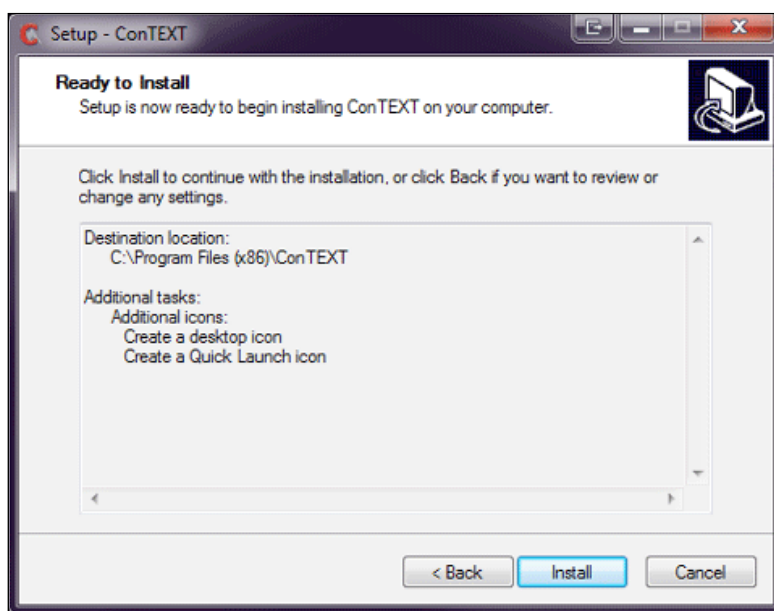 Setup - ConTEXT
Ready to Install
Setup is now ready to begin installing ConTEXT on your computer.
Click Install to continue with the installation, or click Back if you want to review or
change any settings.
Destination location:
C:\Program Files (x86)\ConTEXT
Additional tasks:
Additional icons:
Create a desktop icon
Create a Quick Launch icon
< Back
Install
Cancel